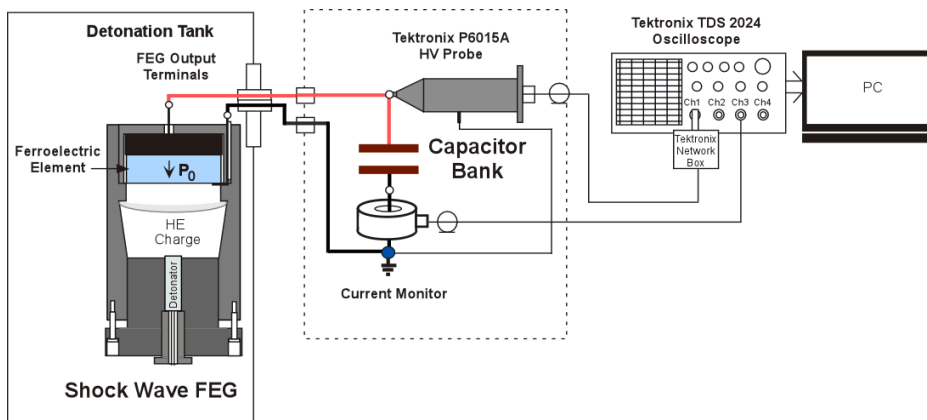 Detonation Tank
FEG Output
Terminals
Ferroelectric
Element
P0
HE
Charge
Detonator
Shock Wave FEG
Tektronix P6015A
HV Probe
Capacitor
Bank
Current Monitor
Tektronix TDS 2024
Oscilloscope
Ch1 Ch2 Ch3 Ch4
Tektronix
Network
Box
PC